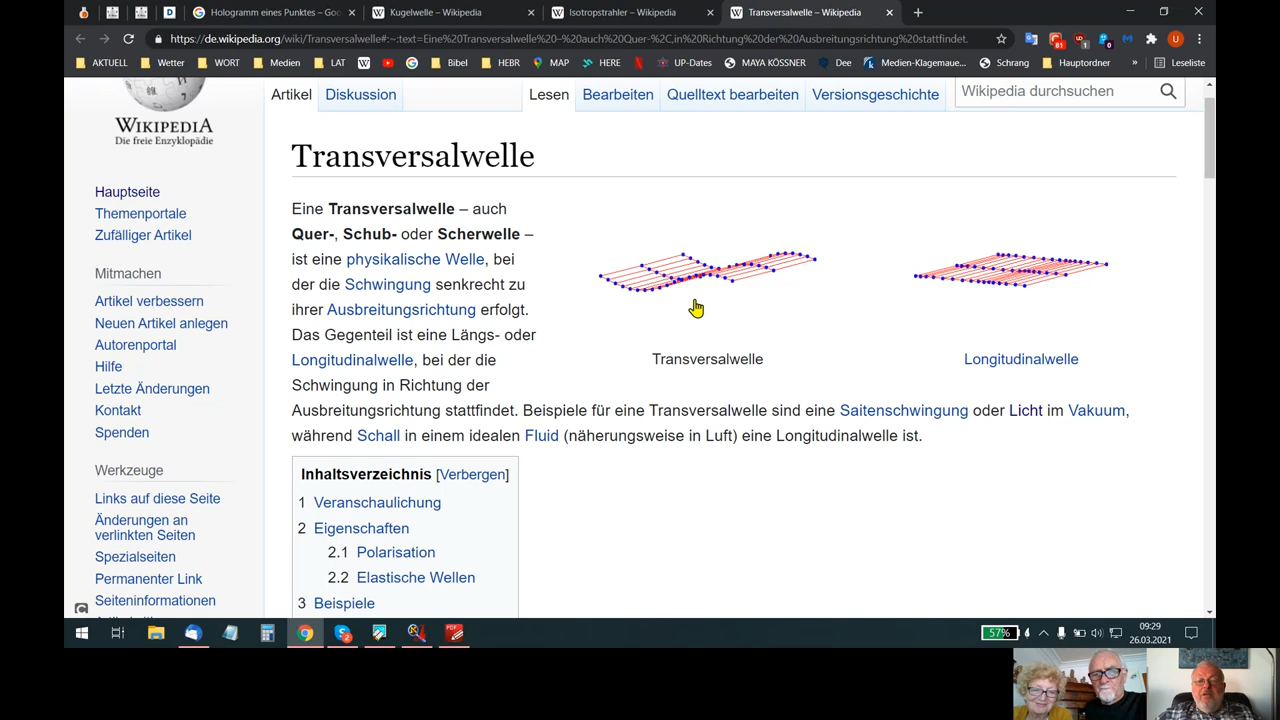 Hologramm eines Punktes – Goo
Kugelwelle – Wikipedia
Isotropstrahler – Wikipedia
Transversalwelle – Wikipedia
https://de.wikipedia.org/wiki/Transversalwelle#:~:text=Eine%20Transversalwelle%20–%20auch%20Quer-%2C,in%20Richtung%20der%20Ausbreitungsrichtung%20stattfindet.
81
1
0
U
AKTUELL
Wetter
WORT
Medien
LAT
Bibel
HEBR
MAP
HERE
UP-Dates
MAYA KÖSSNER
Dee
Medien-Klagemaue...
Schrang
Hauptordner
»
Leseliste
WIKIPEDIA
Die freie Enzyklopädie
Artikel
Diskussion
Lesen
Bearbeiten
Quelltext bearbeiten
Versionsgeschichte
Wikipedia durchsuchen
Hauptseite
Themenportale
Zufälliger Artikel
Mitmachen
Artikel verbessern
Neuen Artikel anlegen
Autorenportal
Hilfe
Letzte Änderungen
Kontakt
Spenden
Werkzeuge
Links auf diese Seite
Änderungen an
verlinkten Seiten
Spezialseiten
Permanenter Link
Seiteninformationen
Transversalwelle
Eine Transversalwelle – auch
Quer-, Schub- oder Scherwelle –
ist eine physikalische Welle, bei
der die Schwingung senkrecht zu
ihrer Ausbreitungsrichtung erfolgt.
Das Gegenteil ist eine Längs- oder
Longitudinalwelle, bei der die
Schwingung in Richtung der
Ausbreitungsrichtung stattfindet. Beispiele für eine Transversalwelle sind eine Saitenschwingung oder Licht im Vakuum,
während Schall in einem idealen Fluid (näherungsweise in Luft) eine Longitudinalwelle ist.
Transversalwelle
Longitudinalwelle
Inhaltsverzeichnis [Verbergen]
1 Veranschaulichung
2 Eigenschaften
2.1 Polarisation
2.2 Elastische Wellen
3 Beispiele
57%
09:29
26.03.2021